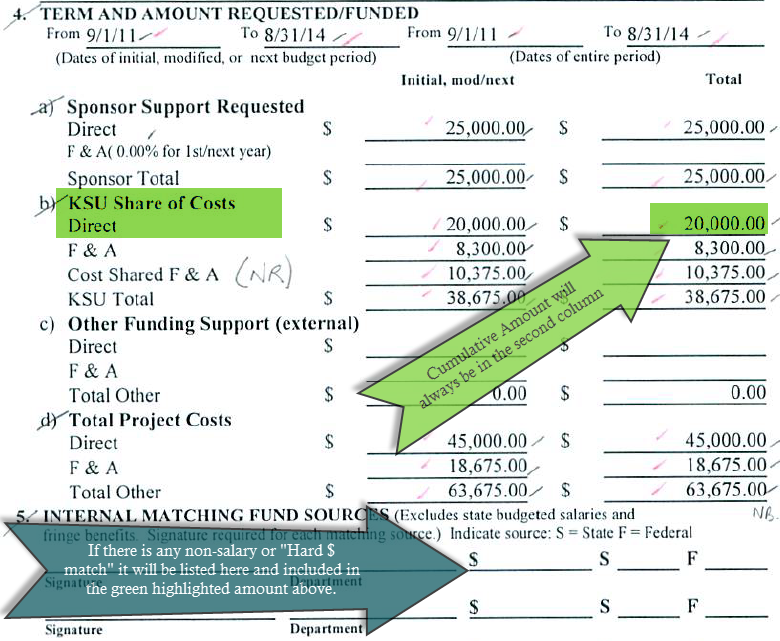 4. TERM AND AMOUNT REQUESTED/FUNDED
From 9/1/11 To 8/31/14 From 9/1/11 To 8/31/14
(Dates of initial, modified, or next budget period) (Dates of entire period)
Initial, mod/next Total
a) Sponsor Support Requested
Direct $ 25,000.00 $ 25,000.00
F & A( 0.00% for 1st/next year)
Sponsor Total $ 25,000.00 $ 25,000.00
b) KSU Share of Costs
Direct $ 20,000.00 $ 20,000.00
F & A 8,300.00 8,300.00
Cost Shared F & A (NR) 10,375.00 10,375.00
KSU Total $ 38,675.00 $ 38,675.00
Cumulative Amount will
always be in the second column
c) Other Funding Support (external)
Direct $ $
F & A
Total Other $ 0.00 $ 0.00
d) Total Project Costs
Direct $ 45,000.00 $ 45,000.00
F & A 18,675.00 18,675.00
Total Other $ 63,675.00 $ 63,675.00
5. INTERNAL MATCHING FUND SOURCES (Excludes state budgeted salaries and NB.
fringe benefits. Signature required for each matching source.) Indicate source: S = State F = Federal
If there is any non-salary or "Hard $
match" it will be listed here and included in
the green highlighted amount above.
$ S F
Signature Department
$ S F
Signature Department